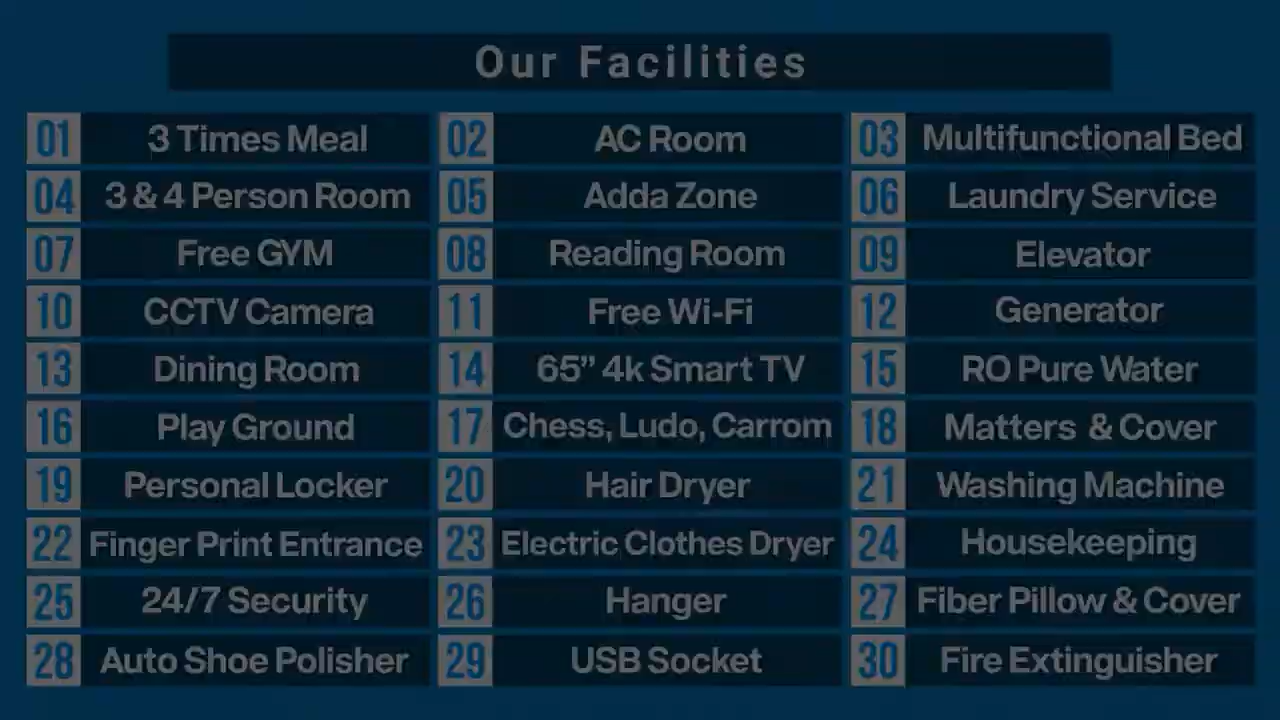 Our Facilities
01 3 Times Meal 02 AC Room 03 Multifunctional Bed
04 3 & 4 Person Room 05 Adda Zone 06 Laundry Service
07 Free GYM 08 Reading Room 09 Elevator
10 CCTV Camera 11 Free Wi-Fi 12 Generator
13 Dining Room 14 65” 4k Smart TV 15 RO Pure Water
16 Play Ground 17 Chess, Ludo, Carrom 18 Matters & Cover
19 Personal Locker 20 Hair Dryer 21 Washing Machine
22 Finger Print Entrance 23 Electric Clothes Dryer 24 Housekeeping
25 24/7 Security 26 Hanger 27 Fiber Pillow & Cover
28 Auto Shoe Polisher 29 USB Socket 30 Fire Extinguisher